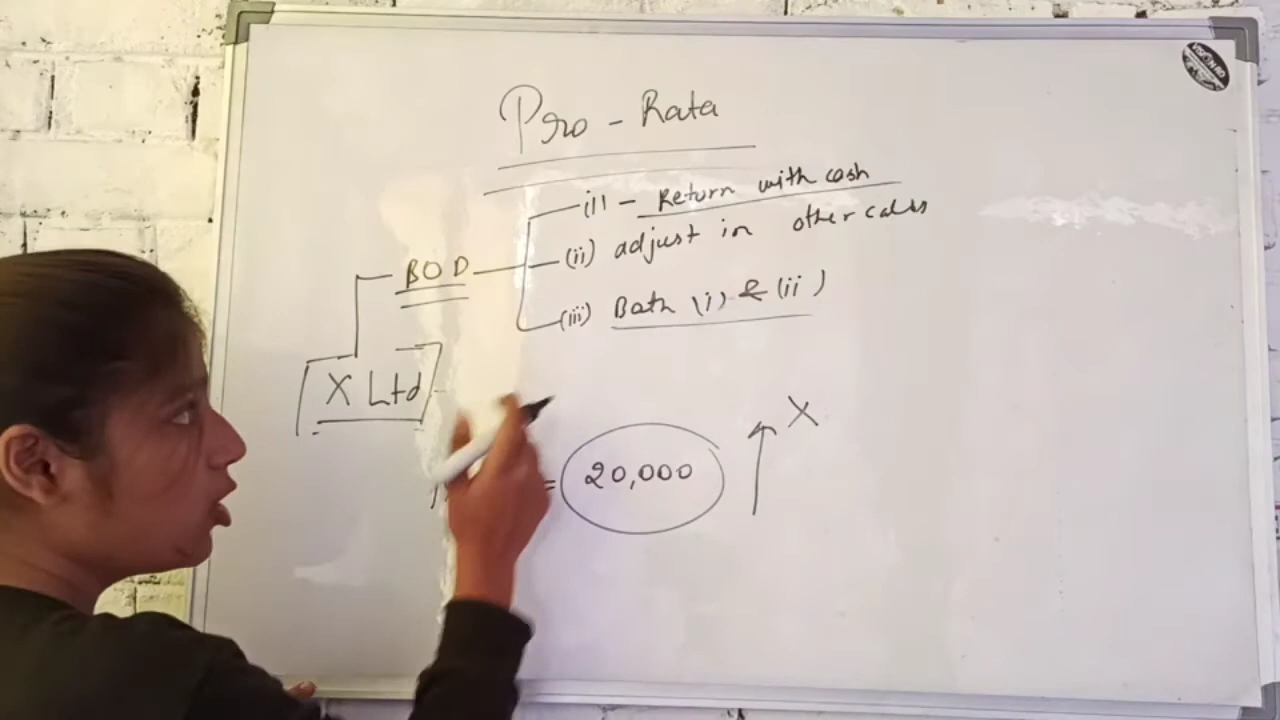 Pro - Rata
(i) - Return with cash
BOD
(ii) adjust in other calls
(iii) Both (i) & (ii)
X Ltd
= 20,000 X